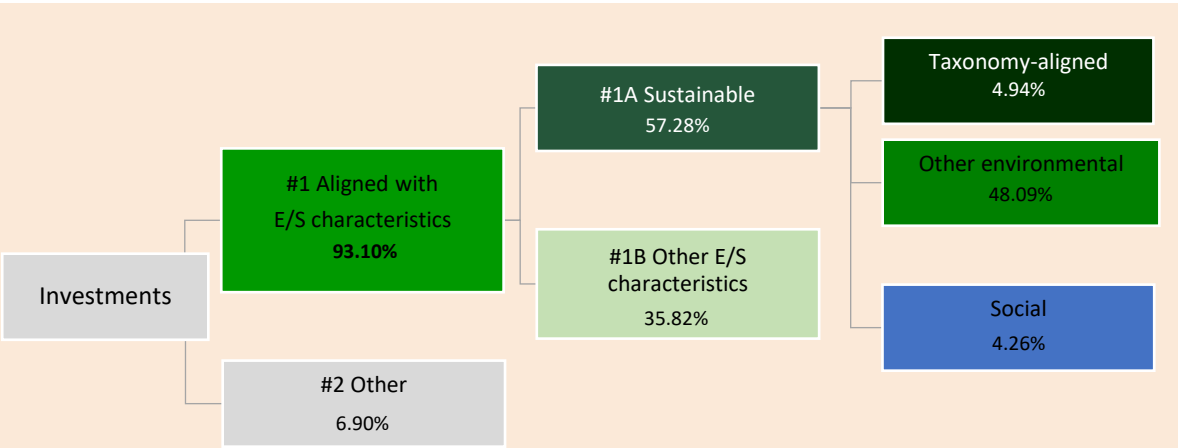 Investments
#1 Aligned with
E/S characteristics
93.10%
#2 Other
6.90%
#1A Sustainable
57.28%
#1B Other E/S
characteristics
35.82%
Taxonomy-aligned
4.94%
Other environmental
48.09%
Social
4.26%